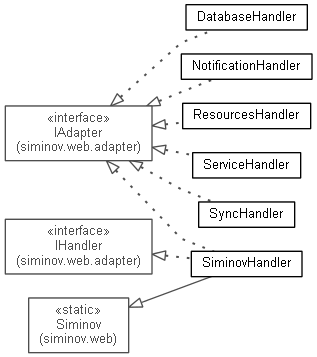 DatabaseHandler
NotificationHandler
«interface»
IAdapter
(siminov.web.adapter)
ResourcesHandler
ServiceHandler
SyncHandler
«interface»
IHandler
(siminov.web.adapter)
SiminovHandler
«static»
Siminov
(siminov.web)